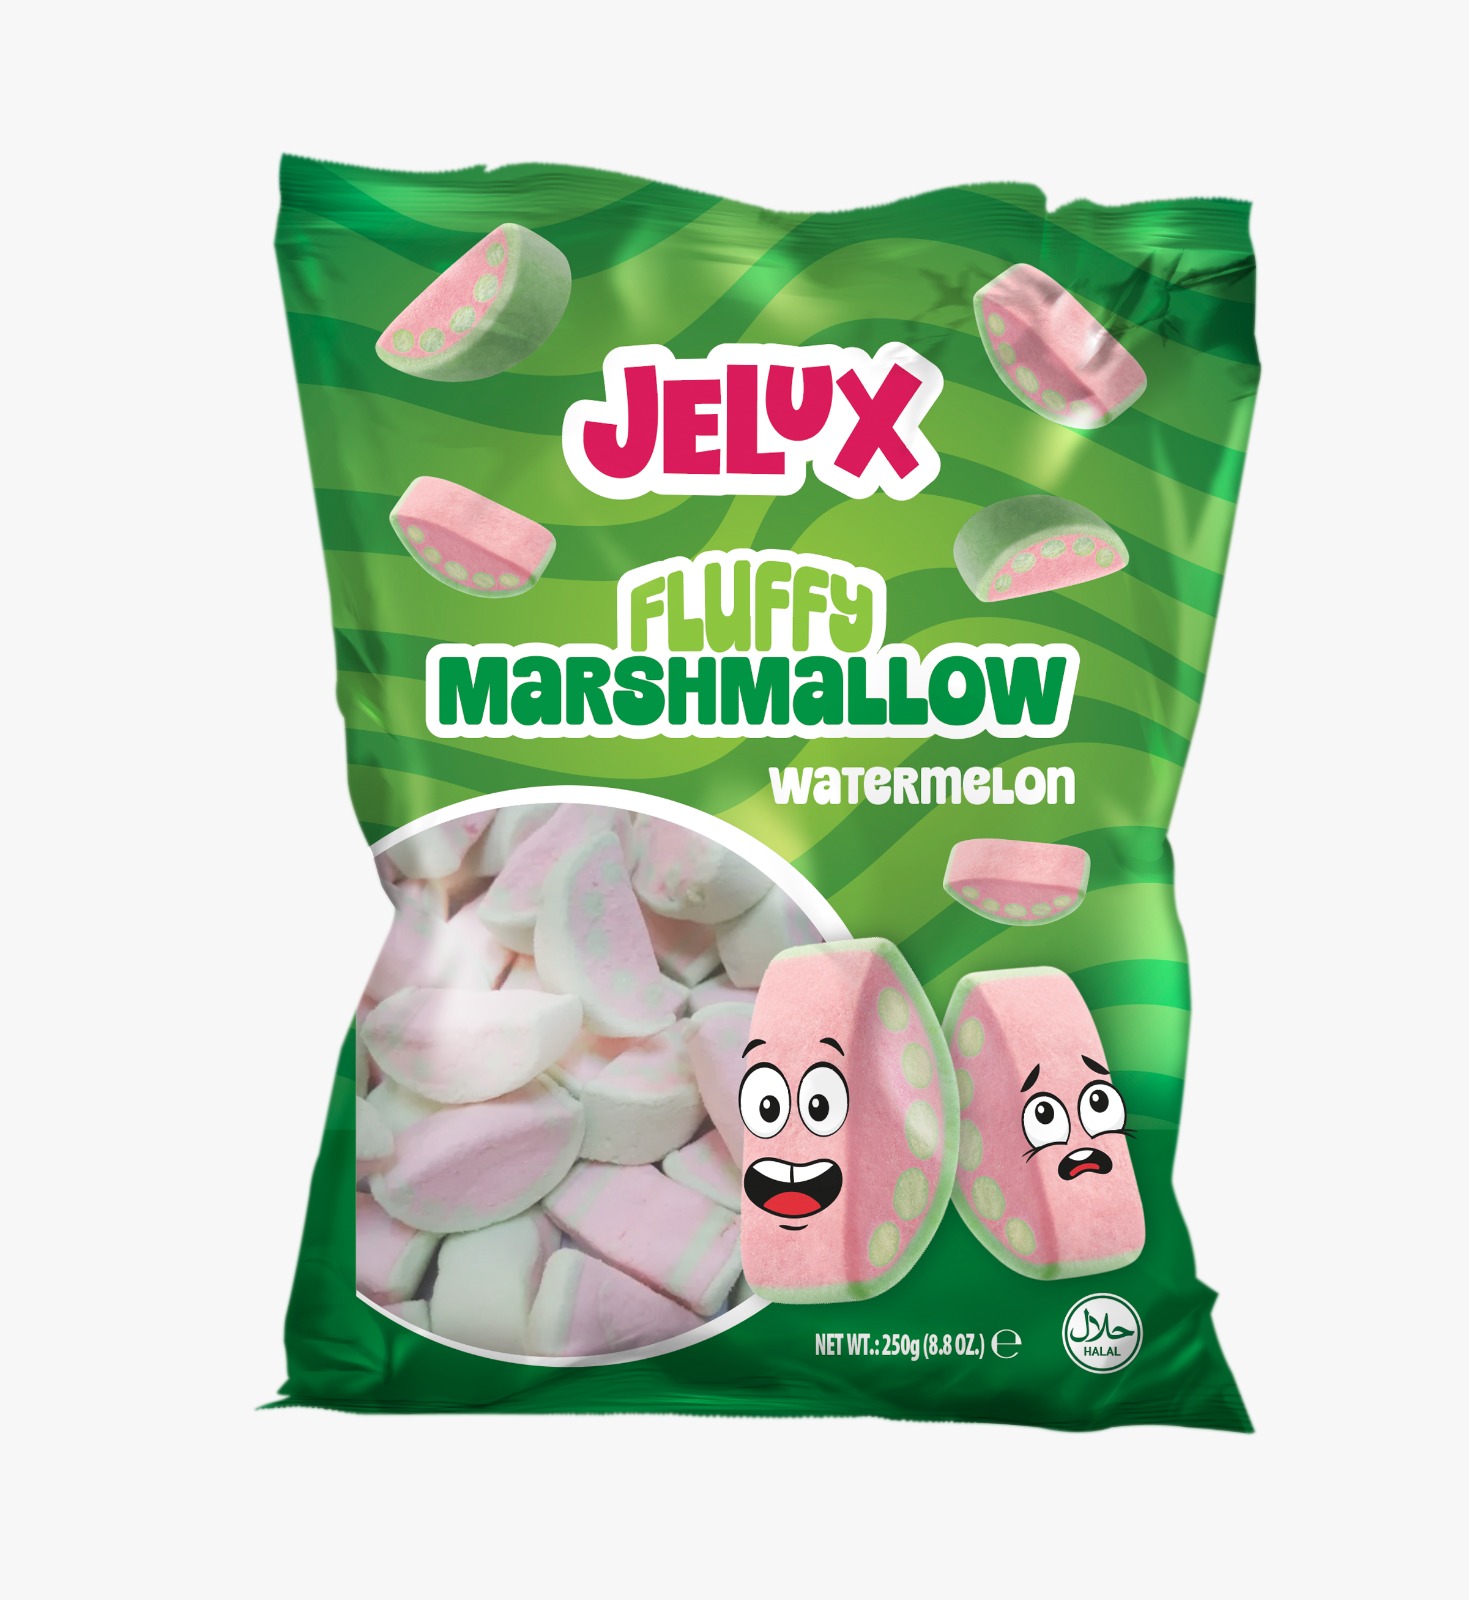 JELUX
FLUFFY
MARSHMALLOW
WATERMELON
NET WT.: 250g (8.8 OZ.) ℮
حلال
HALAL